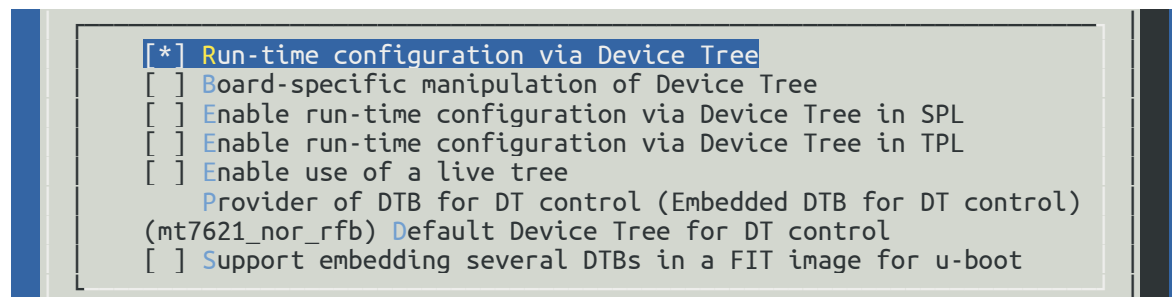 [*] Run-time configuration via Device Tree
[ ] Board-specific manipulation of Device Tree
[ ] Enable run-time configuration via Device Tree in SPL
[ ] Enable run-time configuration via Device Tree in TPL
[ ] Enable use of a live tree
Provider of DTB for DT control (Embedded DTB for DT control)
(mt7621_nor_rfb) Default Device Tree for DT control
[ ] Support embedding several DTBs in a FIT image for u-boot